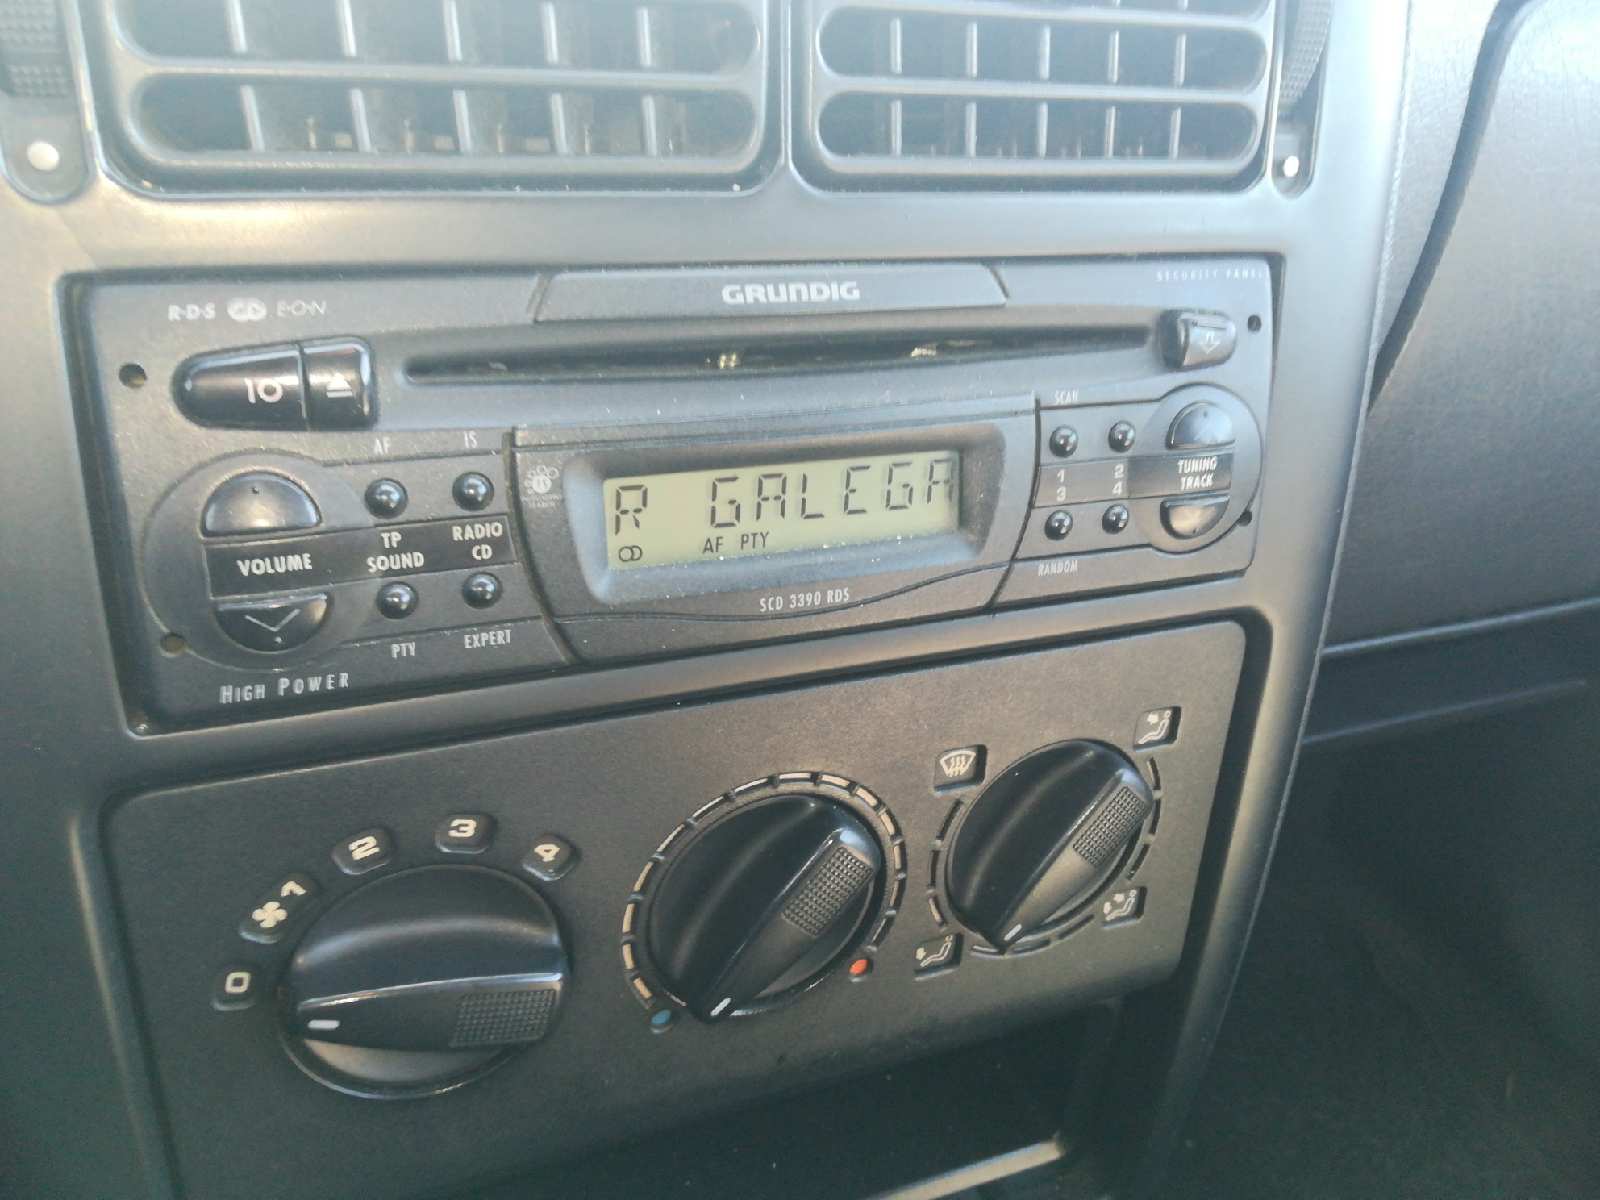 GRUNDIG
SECURITY PANEL
R·D·S E·O·N
10
SCAN
AF IS
R GALEGA
AF PTY
1 2
3 4
TUNING
TRACK
VOLUME
TP
SOUND
RADIO
CD
RANDOM
SCD 3390 RDS
PTY EXPERT
HIGH POWER
0 1 2 3 4